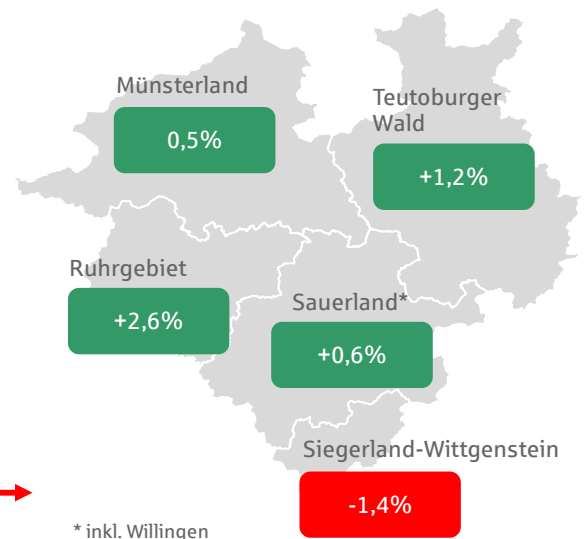 Münsterland
0,5%
Teutoburger
Wald
+1,2%
Ruhrgebiet
+2,6%
Sauerland*
+0,6%
Siegerland-Wittgenstein
-1,4%
* inkl. Willingen